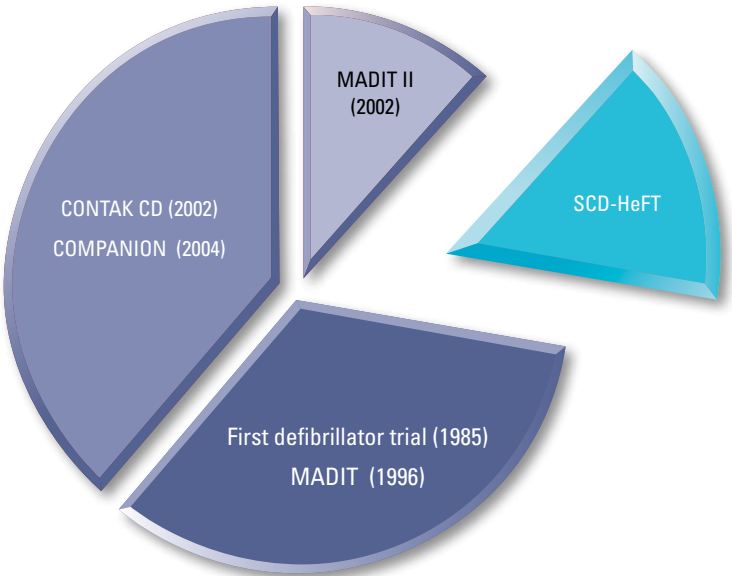 MADIT II
(2002)
SCD-HeFT
CONTAK CD (2002)
COMPANION (2004)
First defibrillator trial (1985)
MADIT (1996)